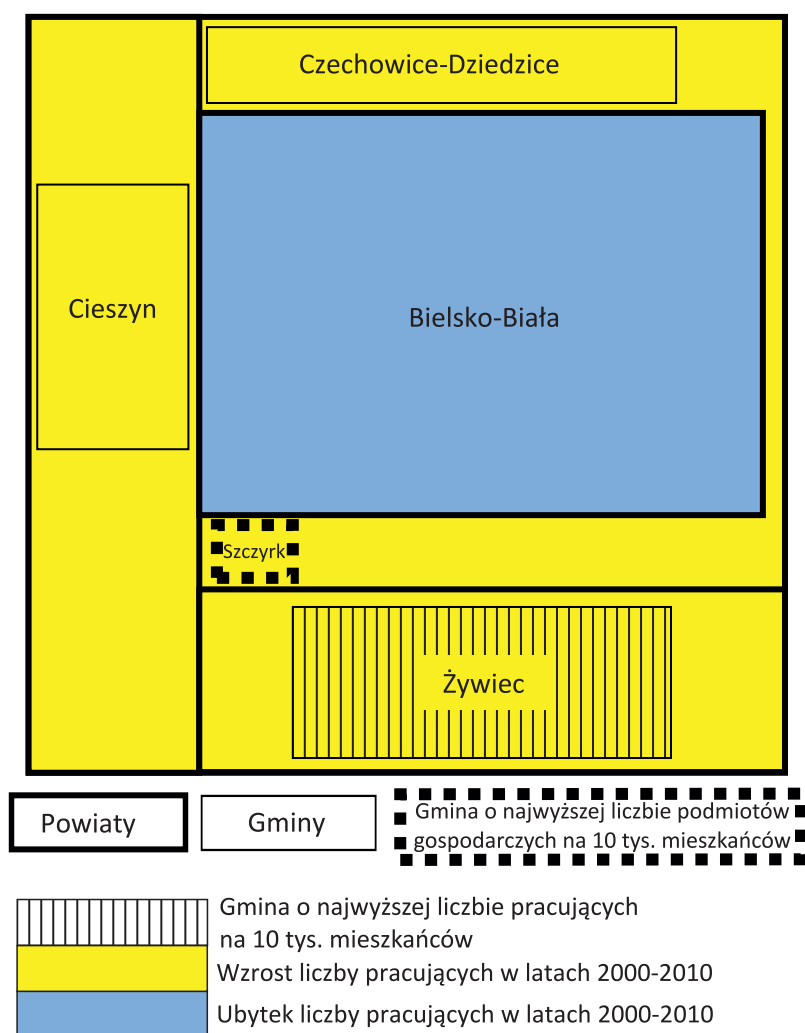 Czechowice-Dziedzice
Cieszyn
Bielsko-Biała
Szczyrk
Żywiec
Powiaty
Gminy
Gmina o najwyższej liczbie podmiotów
gospodarczych na 10 tys. mieszkańców
Gmina o najwyższej liczbie pracujących
na 10 tys. mieszkańców
Wzrost liczby pracujących w latach 2000-2010
Ubytek liczby pracujących w latach 2000-2010